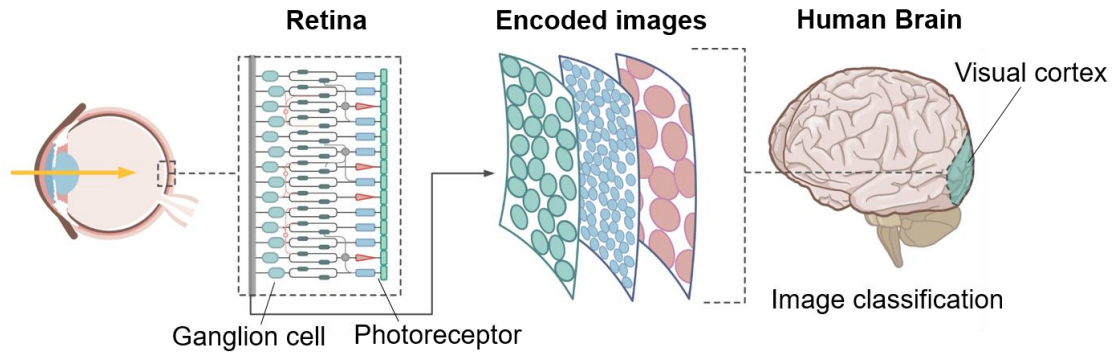 Retina
Encoded images
Human Brain
Visual cortex
Ganglion cell
Photoreceptor
Image classification